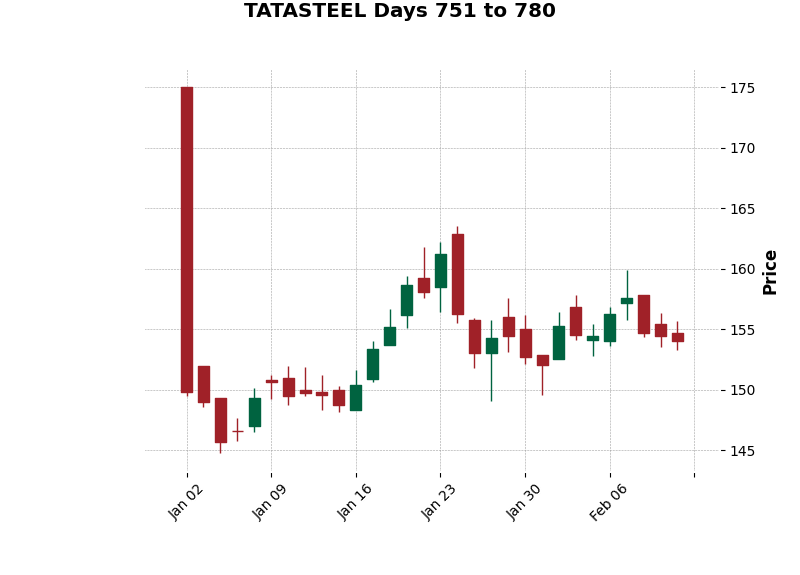 TATASTEEL Days 751 to 780
175
170
165
160
155
150
145
Price
Jan 02
Jan 09
Jan 16
Jan 23
Jan 30
Feb 06